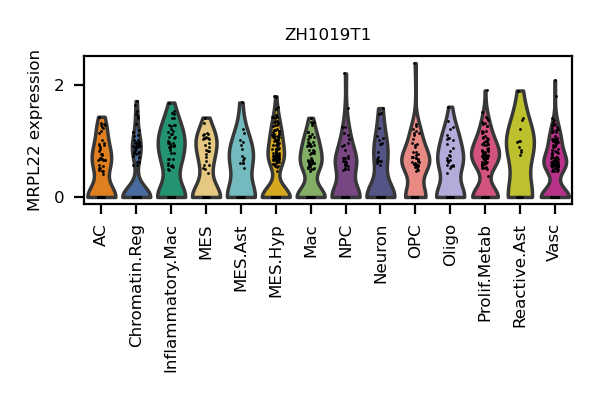 ZH1019T1
MRPL22 expression
2
0
AC
Chromatin.Reg
Inflammatory.Mac
MES
MES.Ast
MES.Hyp
Mac
NPC
Neuron
OPC
Oligo
Prolif.Metab
Reactive.Ast
Vasc